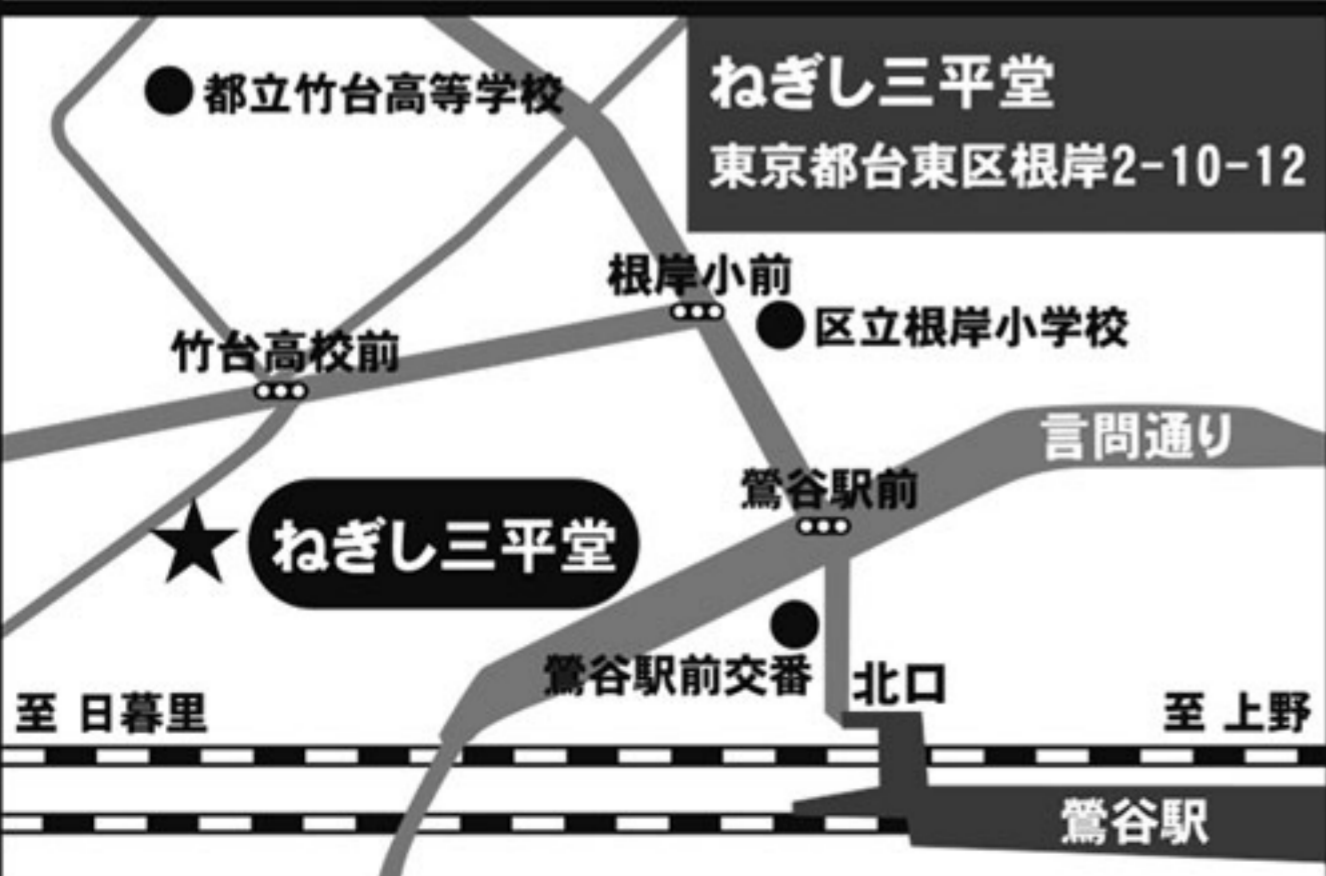 ねぎし三平堂
東京都台東区根岸2-10-12
都立竹台高等学校
根岸小前
区立根岸小学校
竹台高校前
言問通り
鶯谷駅前
ねぎし三平堂
鶯谷駅前交番
北口
至 日暮里
至 上野
鶯谷駅